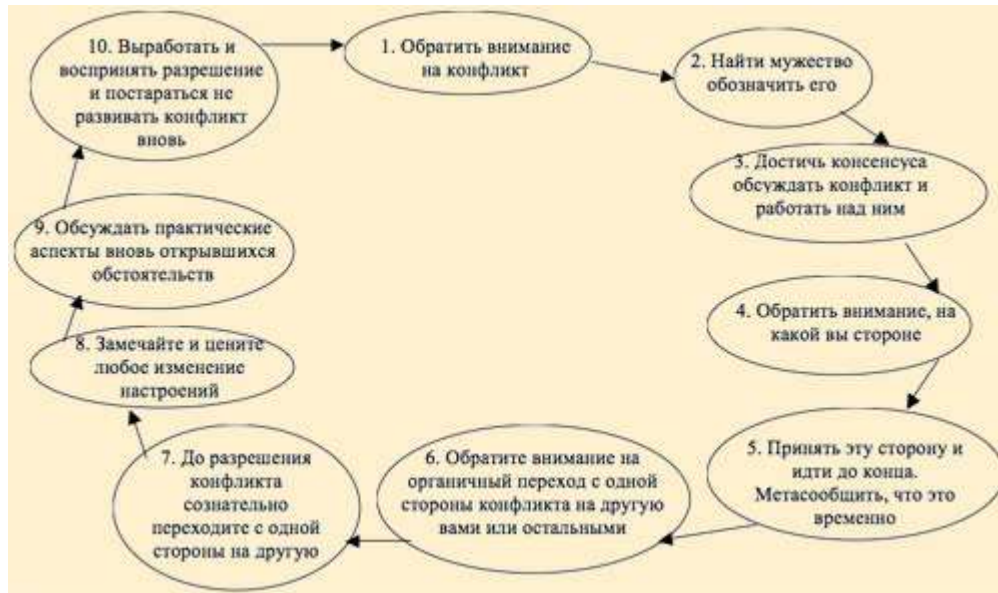 1. Обратить внимание
на конфликт
2. Найти мужество
обозначить его
3. Достичь консенсуса
обсуждать конфликт и
работать над ним
4. Обратить внимание, на
какой вы стороне
5. Принять эту сторону и
идти до конца.
Метасообщить, что это
временно
6. Обратите внимание на
органичный переход с одной
стороны конфликта на другую
вами или остальными
7. До разрешения
конфликта
сознательно
переходите с одной
стороны на другую
8. Замечайте и цените
любое изменение
настроений
9. Обсуждать практические
аспекты вновь открывшихся
обстоятельств
10. Выработать и
воспринять разрешение
и постараться не
развивать конфликт
вновь